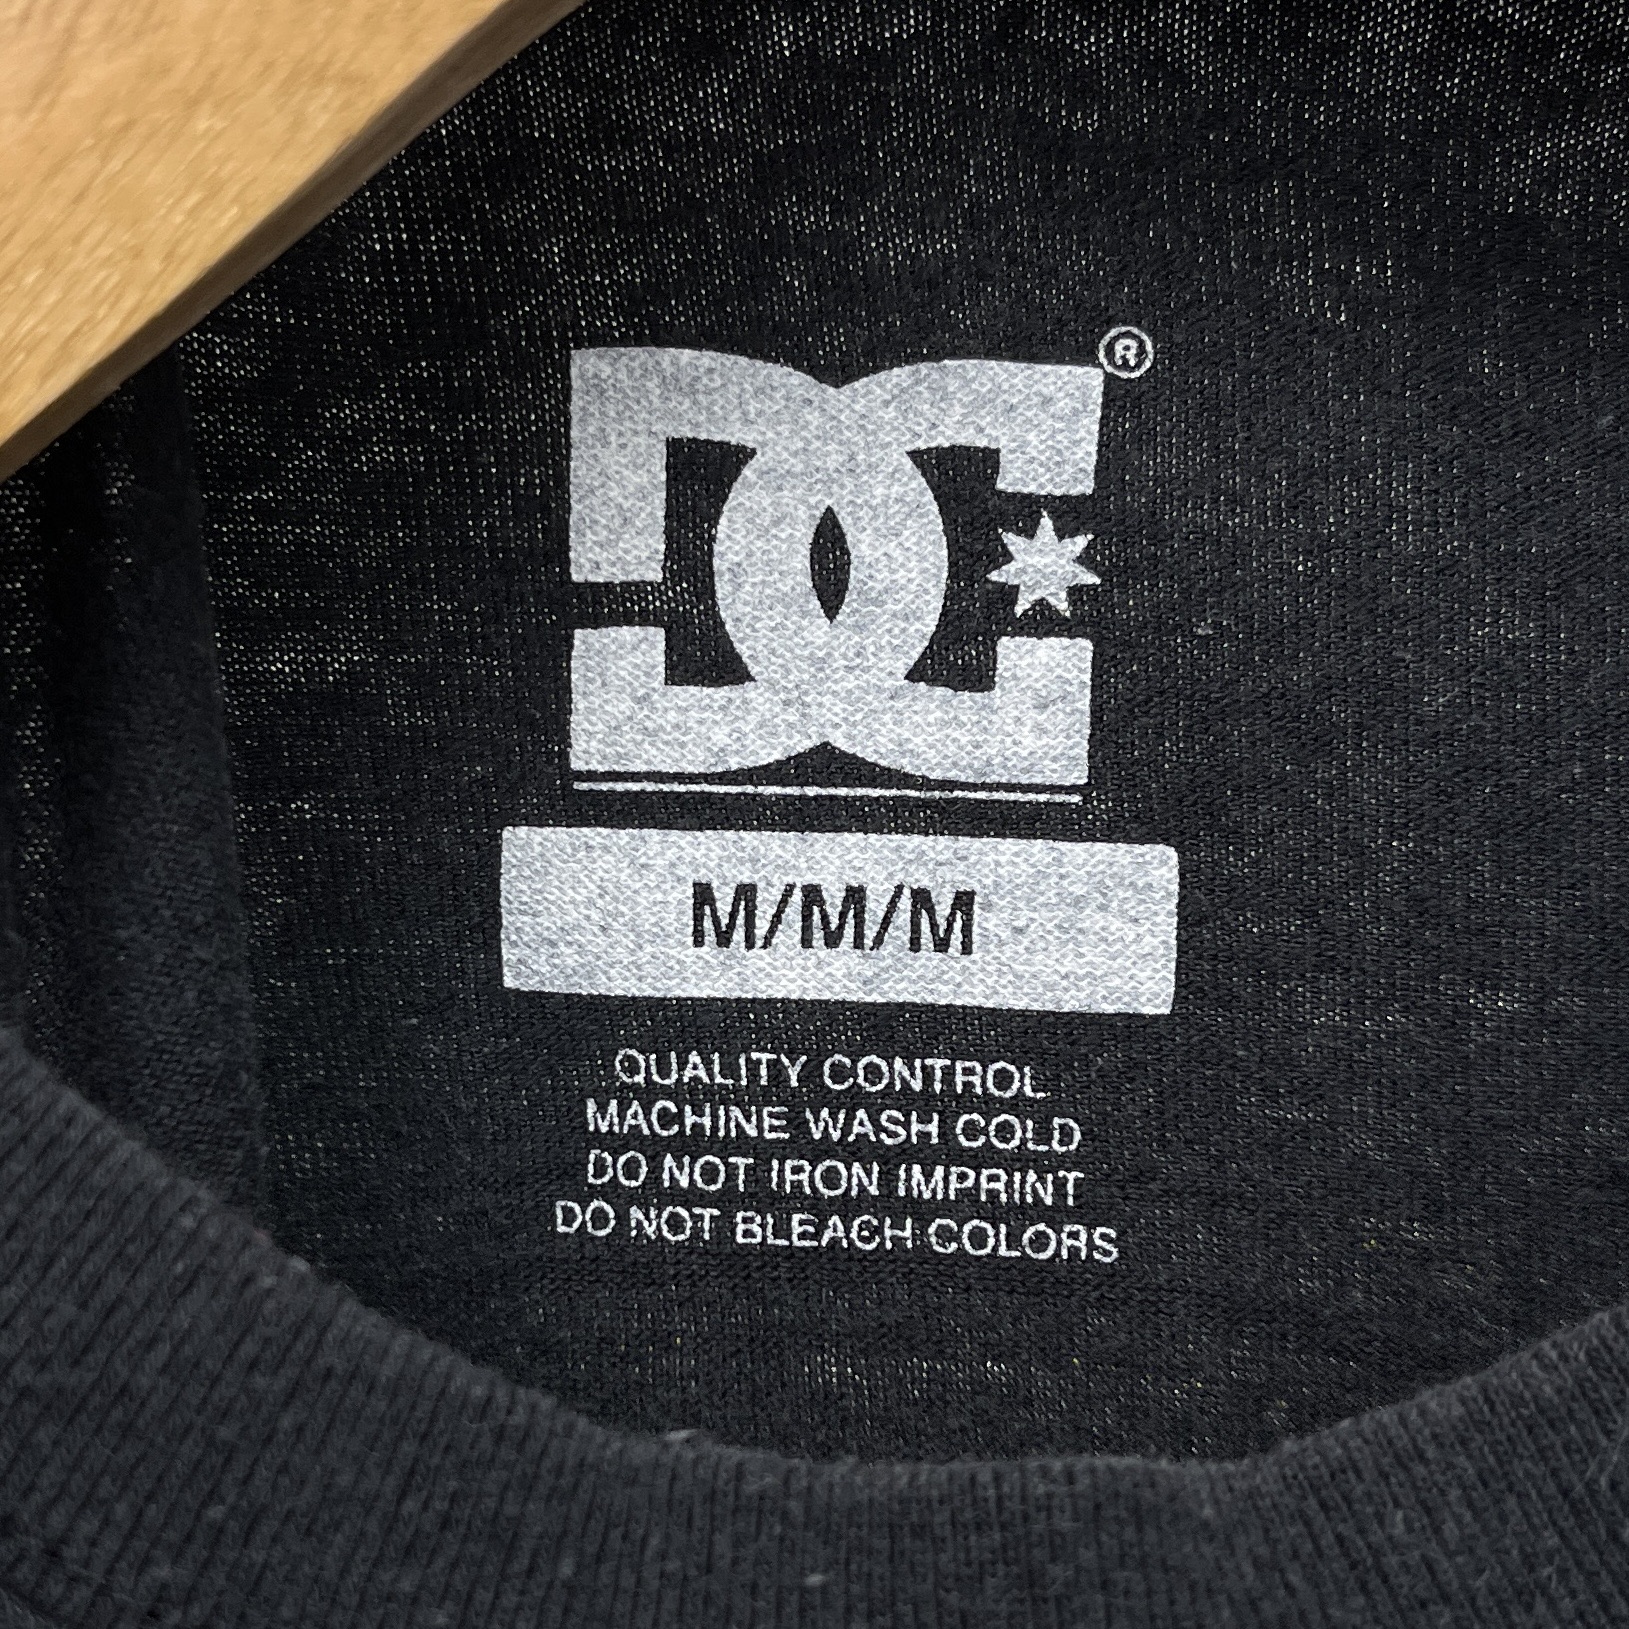 DC®
M/M/M
QUALITY CONTROL
MACHINE WASH COLD
DO NOT IRON IMPRINT
DO NOT BLEACH COLORS